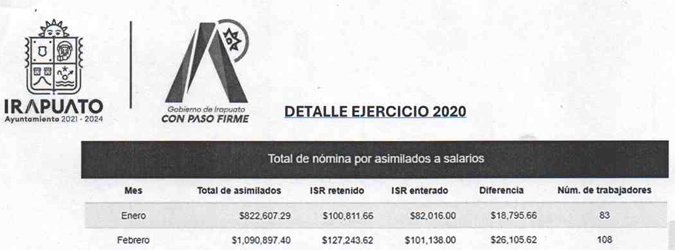 IRAPUATO
Ayuntamiento 2021 - 2024
Gobierno de Irapuato
CON PASO FIRME
DETALLE EJERCICIO 2020
Total de nómina por asimilados a salarios
Mes Total de asimilados ISR retenido ISR enterado Diferencia Núm. de trabajadores
Enero $822,607.29 $100,811.66 $82,016.00 $18,795.66 83
Febrero $1,090,897.40 $127,243.62 $101,138.00 $26,105.62 108